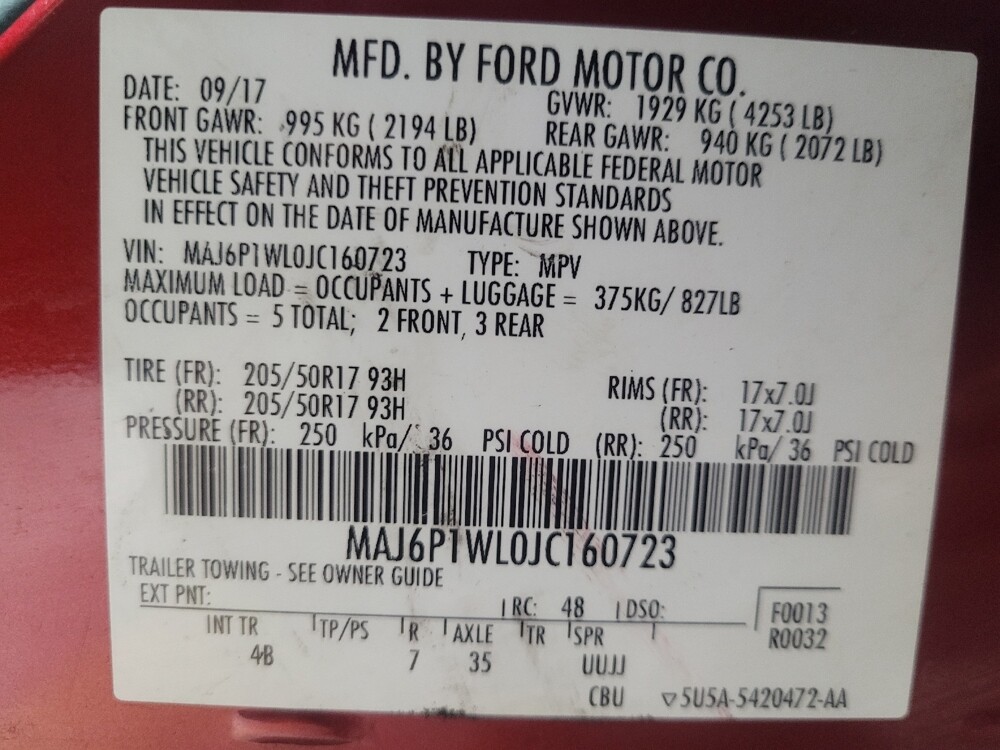 MFD. BY FORD MOTOR CO.
DATE: 09/17 GVWR: 1929 KG ( 4253 LB)
FRONT GAWR: 995 KG ( 2194 LB) REAR GAWR: 940 KG ( 2072 LB)
THIS VEHICLE CONFORMS TO ALL APPLICABLE FEDERAL MOTOR
VEHICLE SAFETY AND THEFT PREVENTION STANDARDS
IN EFFECT ON THE DATE OF MANUFACTURE SHOWN ABOVE.
VIN: MAJ6P1WL0JC160723 TYPE: MPV
MAXIMUM LOAD = OCCUPANTS + LUGGAGE = 375KG/ 827LB
OCCUPANTS = 5 TOTAL; 2 FRONT, 3 REAR
TIRE (FR): 205/50R17 93H RIMS (FR): 17x7.0J
(RR): 205/50R17 93H (RR): 17x7.0J
PRESSURE (FR): 250 kPa/ 36 PSI COLD (RR): 250 kPa/ 36 PSI COLD
MAJ6P1WL0JC160723
TRAILER TOWING - SEE OWNER GUIDE
EXT PNT: RC: 48 DSO: F0013
INT TR TP/PS R AXLE TR SPR R0032
4B 7 35 UUJJ
CBU ▽5U5A-5420472-AA